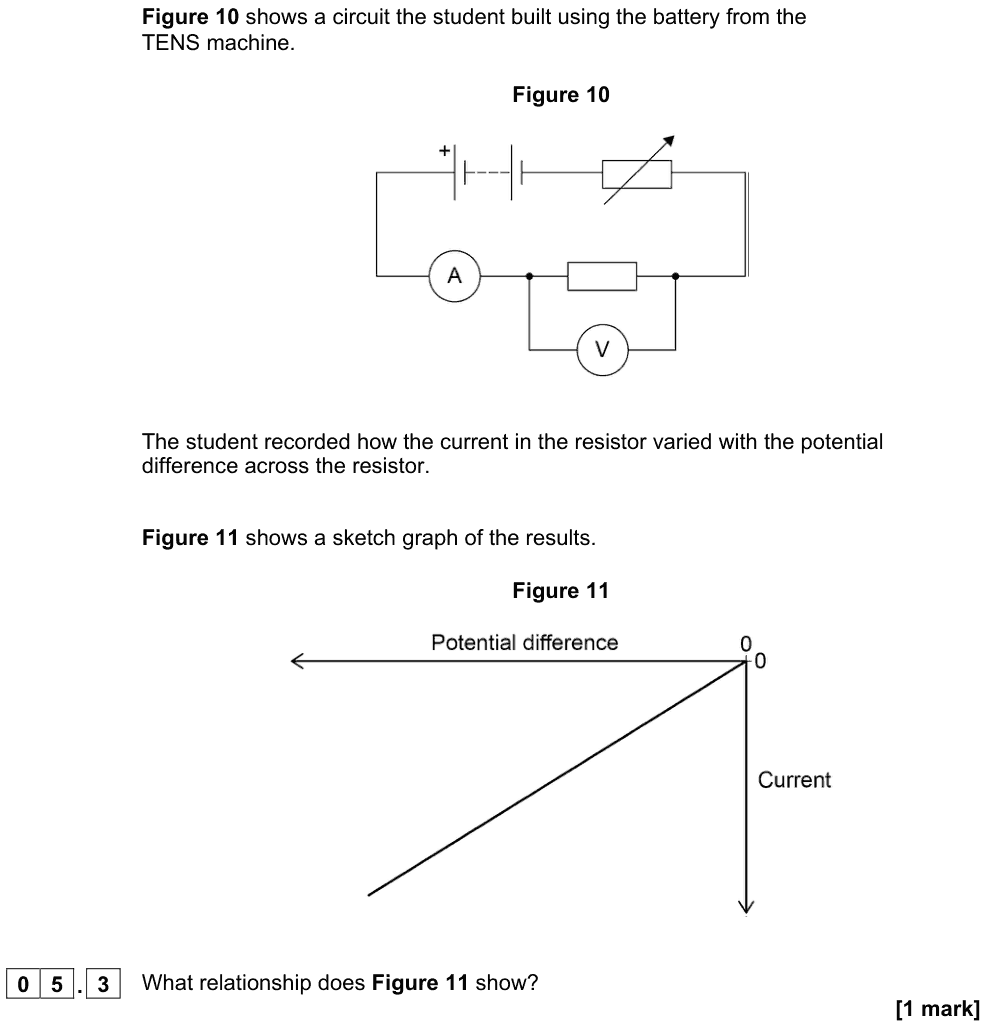 Figure 10 shows a circuit the student built using the battery from the
TENS machine.
Figure 10
+
A
V
The student recorded how the current in the resistor varied with the potential
difference across the resistor.
Figure 11 shows a sketch graph of the results.
Figure 11
Potential difference 0
0
Current
0 5 . 3 What relationship does Figure 11 show?
[1 mark]